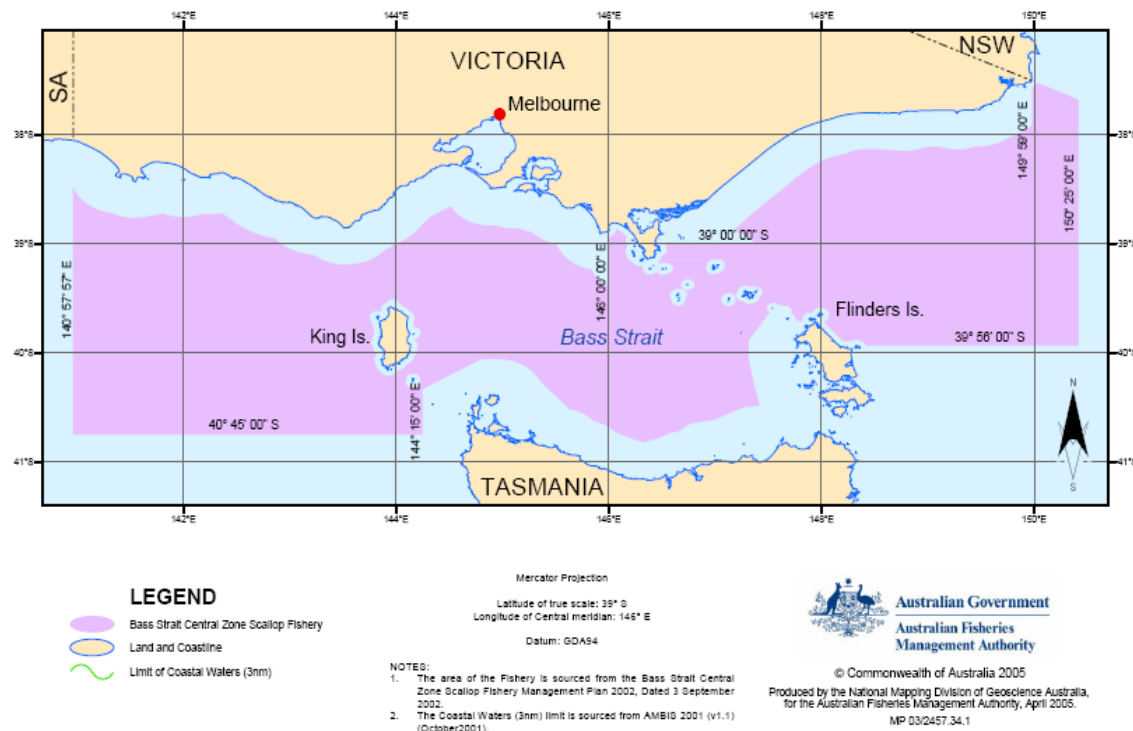 142°E 144°E 146°E 148°E 150°E
SA
VICTORIA
NSW
Melbourne
38°S
38°S
149° 59' 00" E
150° 25' 00" E
39° 00' 00" S
39°S
39°S
140° 57' 57" E
146° 00' 00" E
King Is.
Bass Strait
Flinders Is.
39° 56' 00" S
40°S
40°S
N
40° 45' 00" S
144° 15' 00" E
41°S
41°S
S
TASMANIA
142°E 144°E 146°E 148°E 150°E
LEGEND
Bass Strait Central Zone Scallop Fishery
Land and Coastline
Limit of Coastal Waters (3nm)
Mercator Projection
Latitude of true scale: 39° S
Longitude of Central meridian: 146° E
Datum: GDA94
NOTES:
1. The area of the Fishery is sourced from the Bass Strait Central
Zone Scallop Fishery Management Plan 2002, Dated 3 September
2002.
2. The Coastal Waters (3nm) limit is sourced from AMBIS 2001 (v1.1)
(October2001).
Australian Government
Australian Fisheries
Management Authority
© Commonwealth of Australia 2005
Produced by the National Mapping Division of Geoscience Australia,
for the Australian Fisheries Management Authority, April 2005.
MP 03/2457.34.1